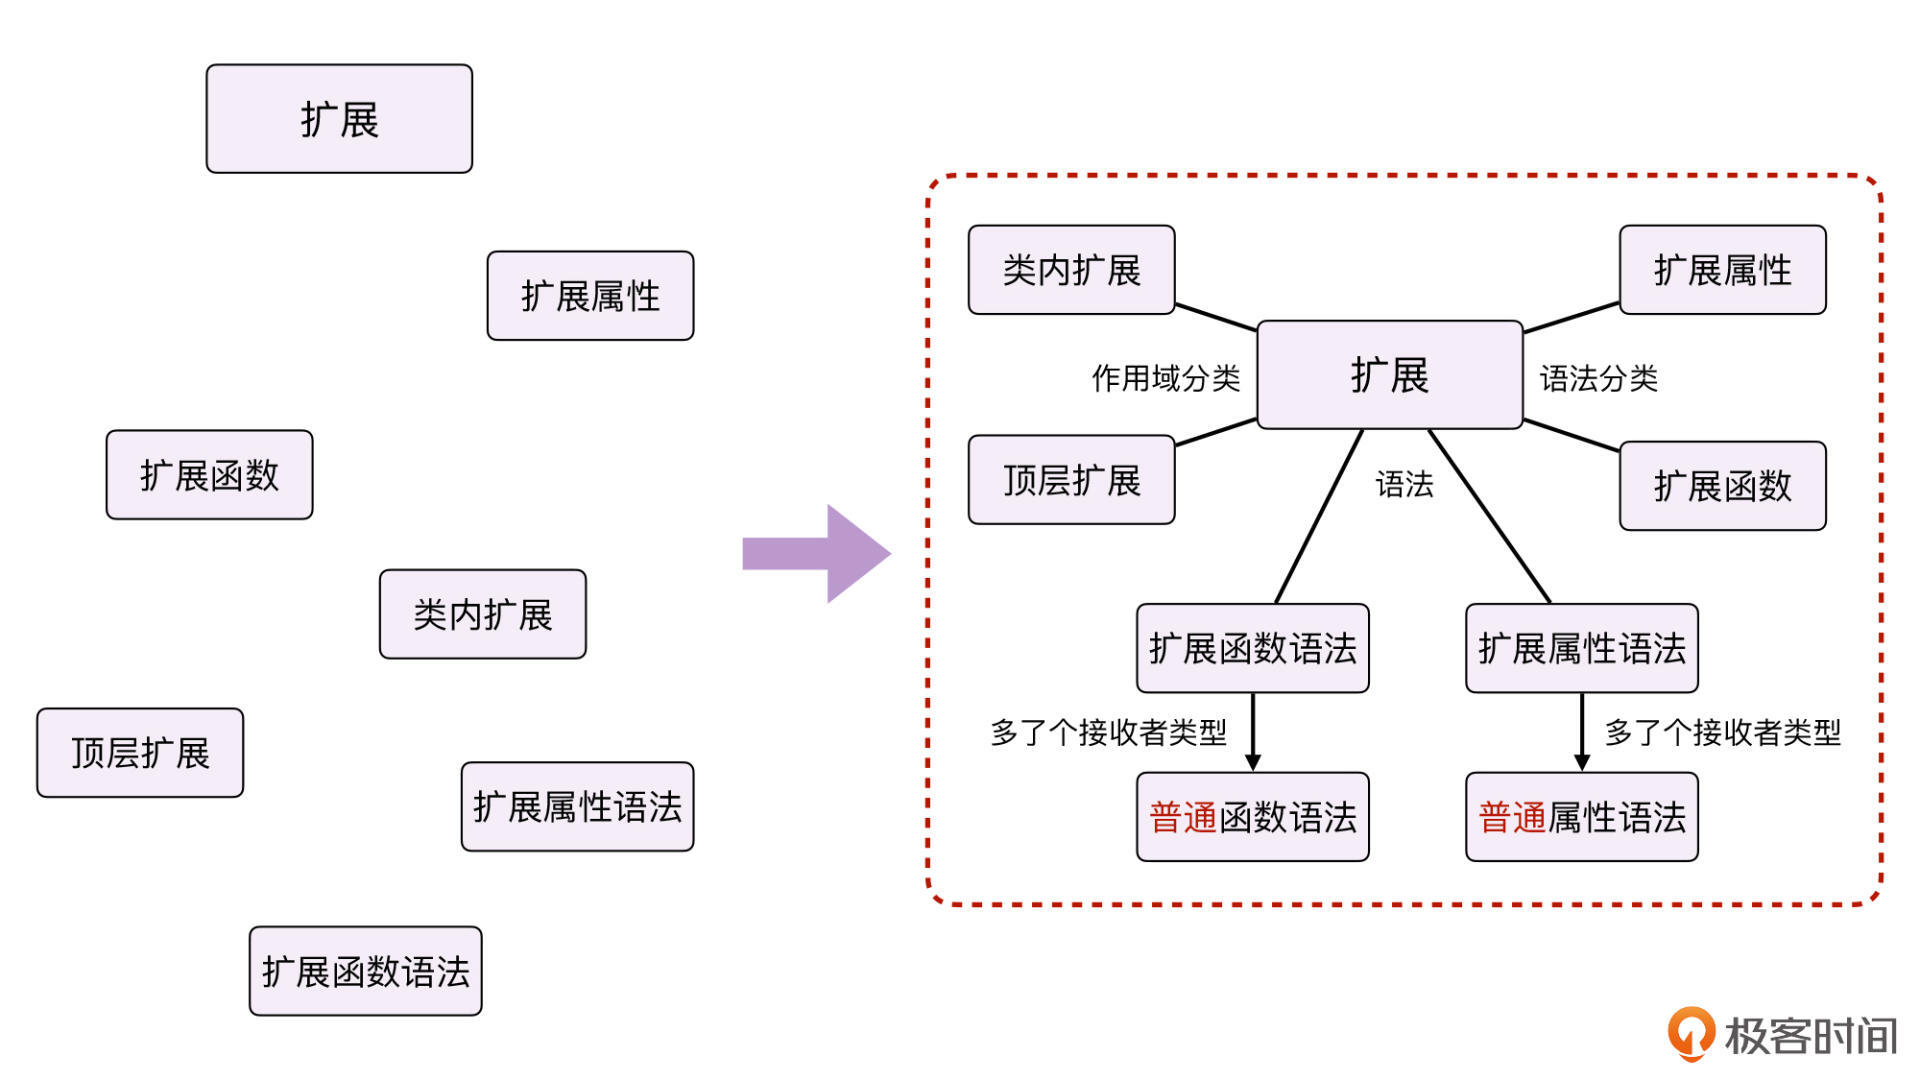 扩展
扩展属性
扩展函数
类内扩展
顶层扩展
扩展属性语法
扩展函数语法
类内扩展
扩展属性
作用域分类
扩展
语法分类
顶层扩展
语法
扩展函数
扩展函数语法
扩展属性语法
多了个接收者类型
多了个接收者类型
普通函数语法
普通属性语法
极客时间